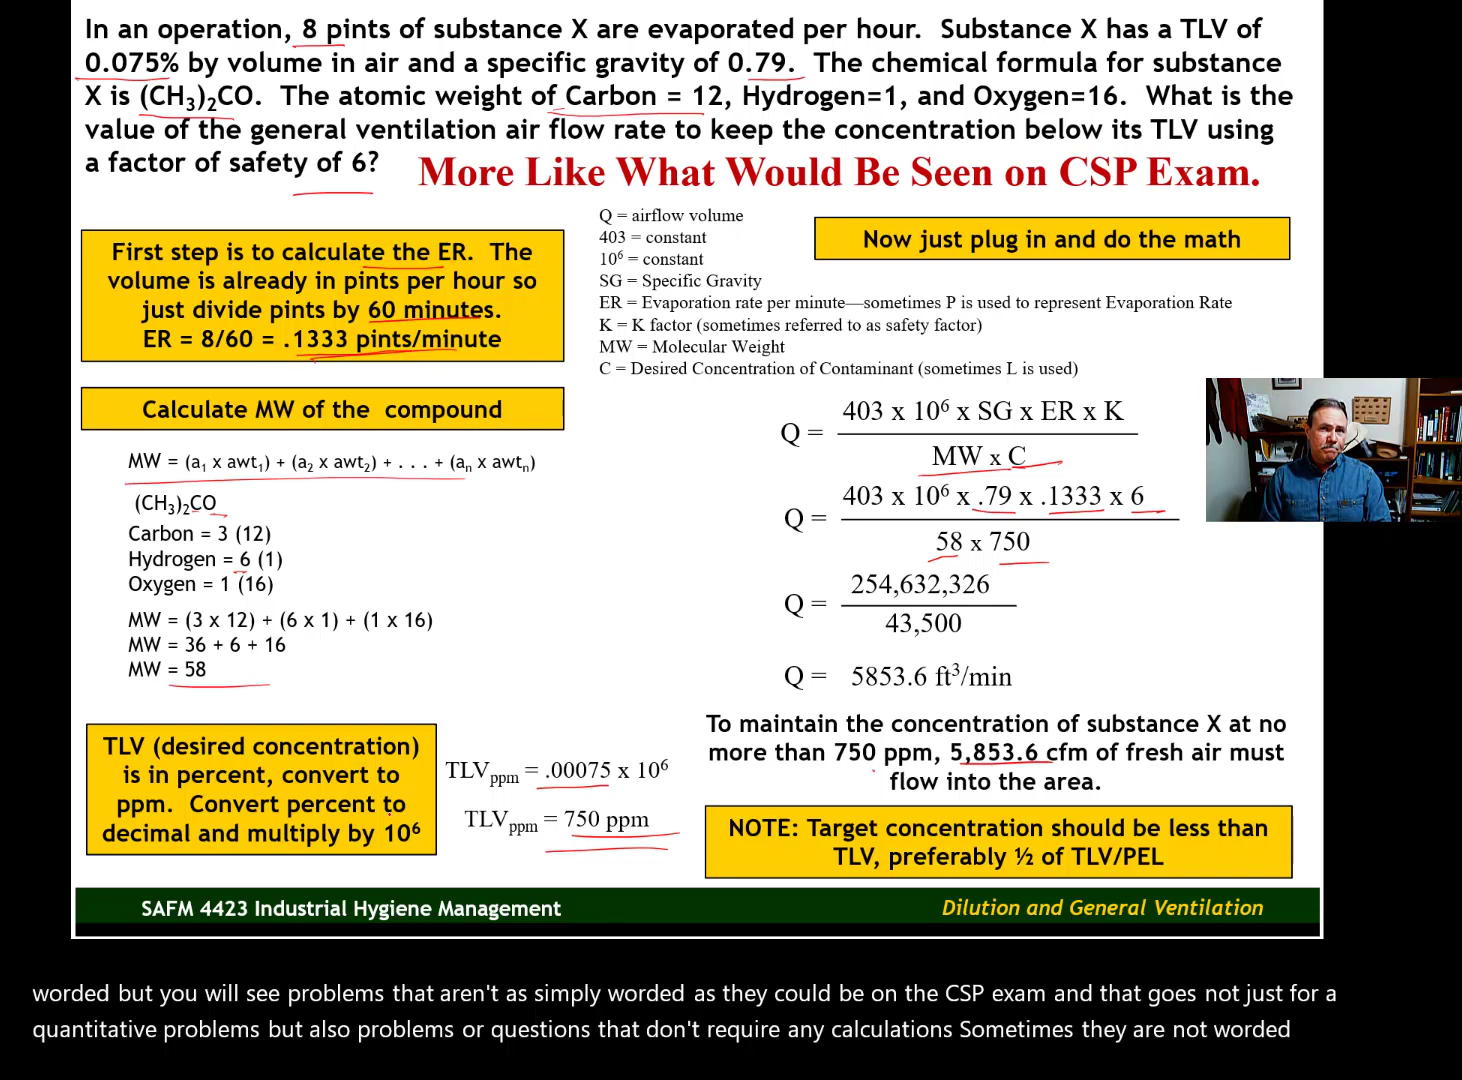 In an operation, 8 pints of substance X are evaporated per hour. Substance X has a TLV of
0.075% by volume in air and a specific gravity of 0.79. The chemical formula for substance
X is (CH₃)₂CO. The atomic weight of Carbon = 12, Hydrogen=1, and Oxygen=16. What is the
value of the general ventilation air flow rate to keep the concentration below its TLV using
a factor of safety of 6?
More Like What Would Be Seen on CSP Exam.
First step is to calculate the ER. The
volume is already in pints per hour so
just divide pints by 60 minutes.
ER = 8/60 = .1333 pints/minute
Calculate MW of the compound
MW = (a₁ x awt₁) + (a₂ x awt₂) + . . . + (aₙ x awtₙ)
(CH₃)₂CO
Carbon = 3 (12)
Hydrogen = 6 (1)
Oxygen = 1 (16)
MW = (3 x 12) + (6 x 1) + (1 x 16)
MW = 36 + 6 + 16
MW = 58
TLV (desired concentration)
is in percent, convert to
ppm. Convert percent to
decimal and multiply by 10⁶
TLVppm = .00075 x 10⁶
TLVppm = 750 ppm
Q = airflow volume
403 = constant
10⁶ = constant
SG = Specific Gravity
ER = Evaporation rate per minute—sometimes P is used to represent Evaporation Rate
K = K factor (sometimes referred to as safety factor)
MW = Molecular Weight
C = Desired Concentration of Contaminant (sometimes L is used)
Now just plug in and do the math
403 x 10⁶ x SG x ER x K
Q =
MW x C
403 x 10⁶ x .79 x .1333 x 6
Q =
58 x 750
254,632,326
Q =
43,500
Q = 5853.6 ft³/min
To maintain the concentration of substance X at no
more than 750 ppm, 5,853.6 cfm of fresh air must
flow into the area.
NOTE: Target concentration should be less than
TLV, preferably ½ of TLV/PEL
SAFM 4423 Industrial Hygiene Management
Dilution and General Ventilation
worded but you will see problems that aren't as simply worded as they could be on the CSP exam and that goes not just for a
quantitative problems but also problems or questions that don't require any calculations Sometimes they are not worded